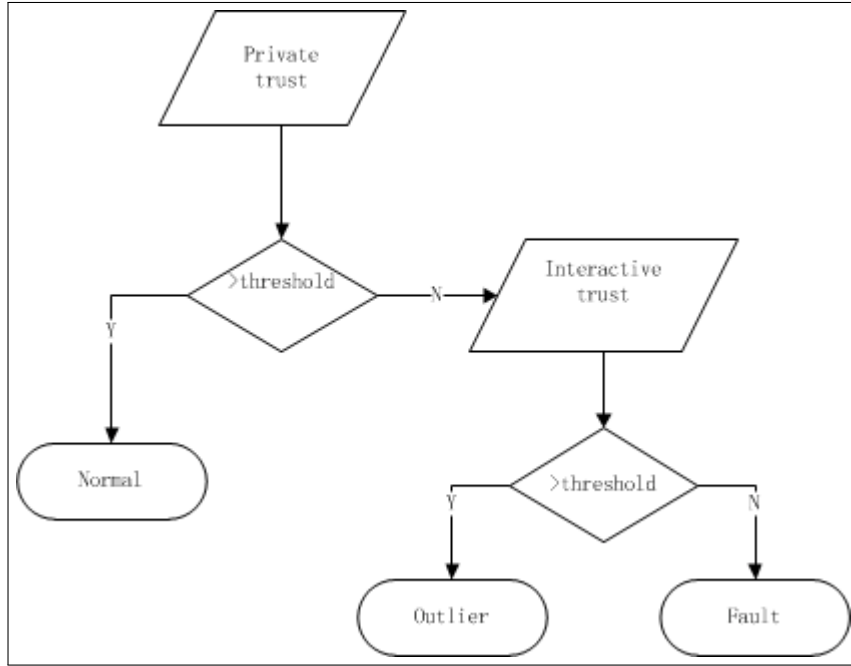 Private
trust
>threshold
Y
N
Interactive
trust
Normal
>threshold
Y
N
Outlier
Fault